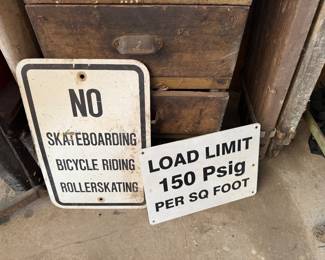 NO
SKATEBOARDING
BICYCLE RIDING
ROLLERSKATING
LOAD LIMIT
150 Psig
PER SQ FOOT